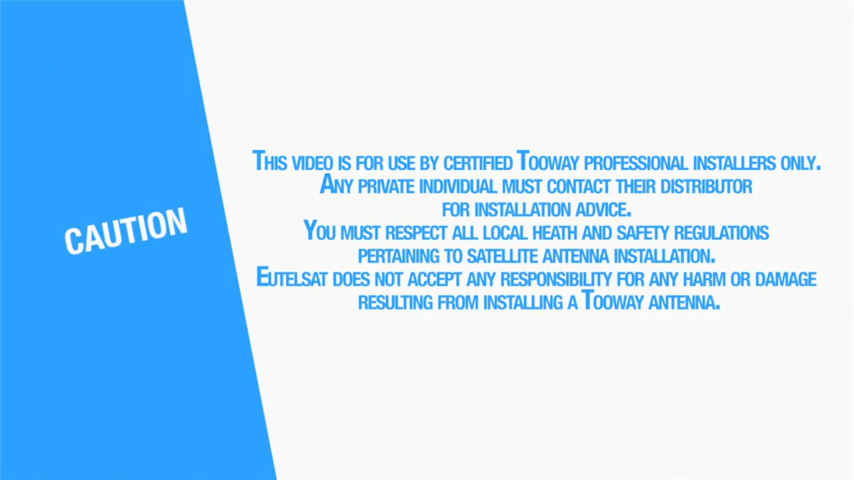 CAUTION
THIS VIDEO IS FOR USE BY CERTIFIED TOOWAY PROFESSIONAL INSTALLERS ONLY.
ANY PRIVATE INDIVIDUAL MUST CONTACT THEIR DISTRIBUTOR
FOR INSTALLATION ADVICE.
YOU MUST RESPECT ALL LOCAL HEATH AND SAFETY REGULATIONS
PERTAINING TO SATELLITE ANTENNA INSTALLATION.
EUTELSAT DOES NOT ACCEPT ANY RESPONSIBILITY FOR ANY HARM OR DAMAGE
RESULTING FROM INSTALLING A TOOWAY ANTENNA.